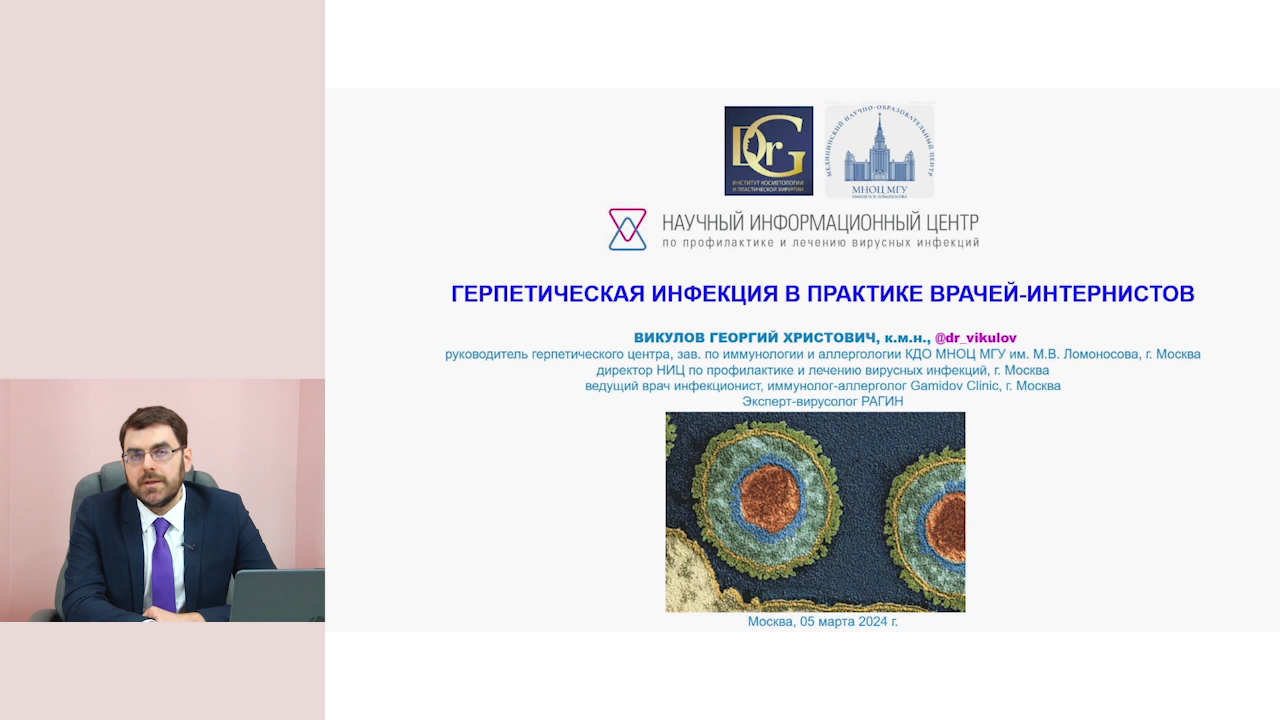 DrG
ИНСТИТУТ КОСМЕТОЛОГИИ
И ПЛАСТИЧЕСКОЙ ХИРУРГИИ
МЕДИЦИНСКИЙ НАУЧНО-ОБРАЗОВАТЕЛЬНЫЙ ЦЕНТР
МНОЦ МГУ
ИМЕНИ М.В. ЛОМОНОСОВА
НАУЧНЫЙ ИНФОРМАЦИОННЫЙ ЦЕНТР
по профилактике и лечению вирусных инфекций
ГЕРПЕТИЧЕСКАЯ ИНФЕКЦИЯ В ПРАКТИКЕ ВРАЧЕЙ-ИНТЕРНИСТОВ
ВИКУЛОВ ГЕОРГИЙ ХРИСТОВИЧ, к.м.н., @dr_vikulov
руководитель герпетического центра, зав. по иммунологии и аллергологии КДО МНОЦ МГУ им. М.В. Ломоносова, г. Москва
директор НИЦ по профилактике и лечению вирусных инфекций, г. Москва
ведущий врач инфекционист, иммунолог-аллерголог Gamidov Clinic, г. Москва
Эксперт-вирусолог РАГИН
Москва, 05 марта 2024 г.